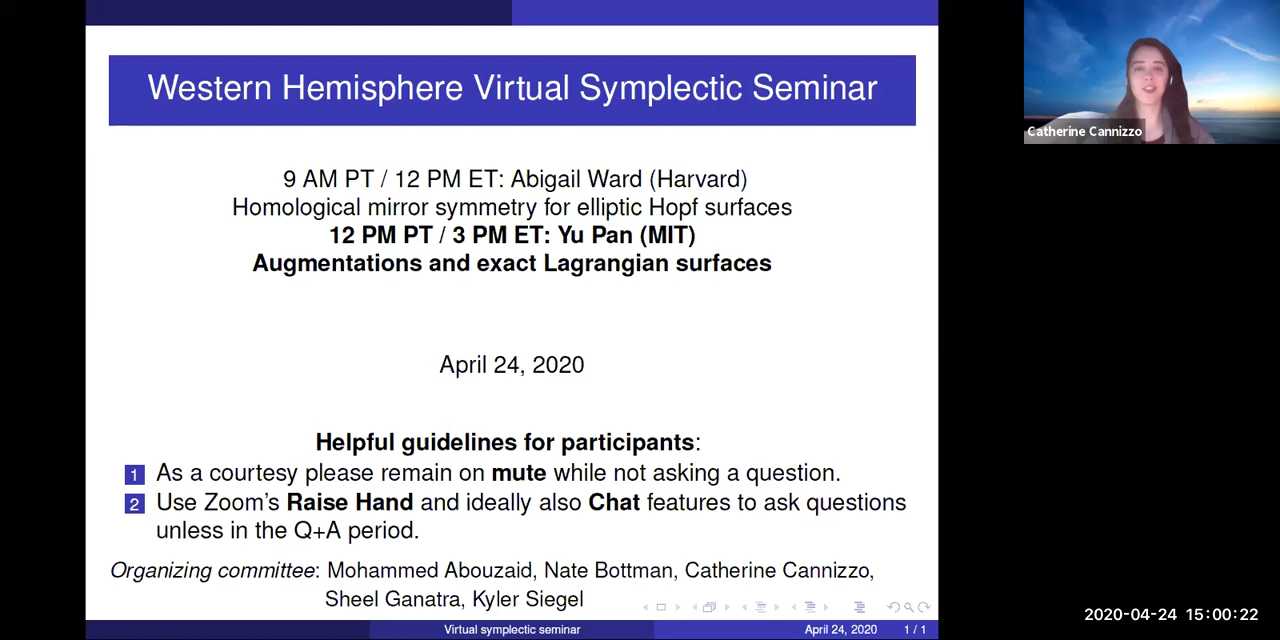 Western Hemisphere Virtual Symplectic Seminar
9 AM PT / 12 PM ET: Abigail Ward (Harvard)
Homological mirror symmetry for elliptic Hopf surfaces
12 PM PT / 3 PM ET: Yu Pan (MIT)
Augmentations and exact Lagrangian surfaces
April 24, 2020
Helpful guidelines for participants:
1 As a courtesy please remain on mute while not asking a question.
2 Use Zoom's Raise Hand and ideally also Chat features to ask questions
unless in the Q+A period.
Organizing committee: Mohammed Abouzaid, Nate Bottman, Catherine Cannizzo,
Sheel Ganatra, Kyler Siegel
Virtual symplectic seminar
April 24, 2020
1 / 1
Catherine Cannizzo
2020-04-24 15:00:22